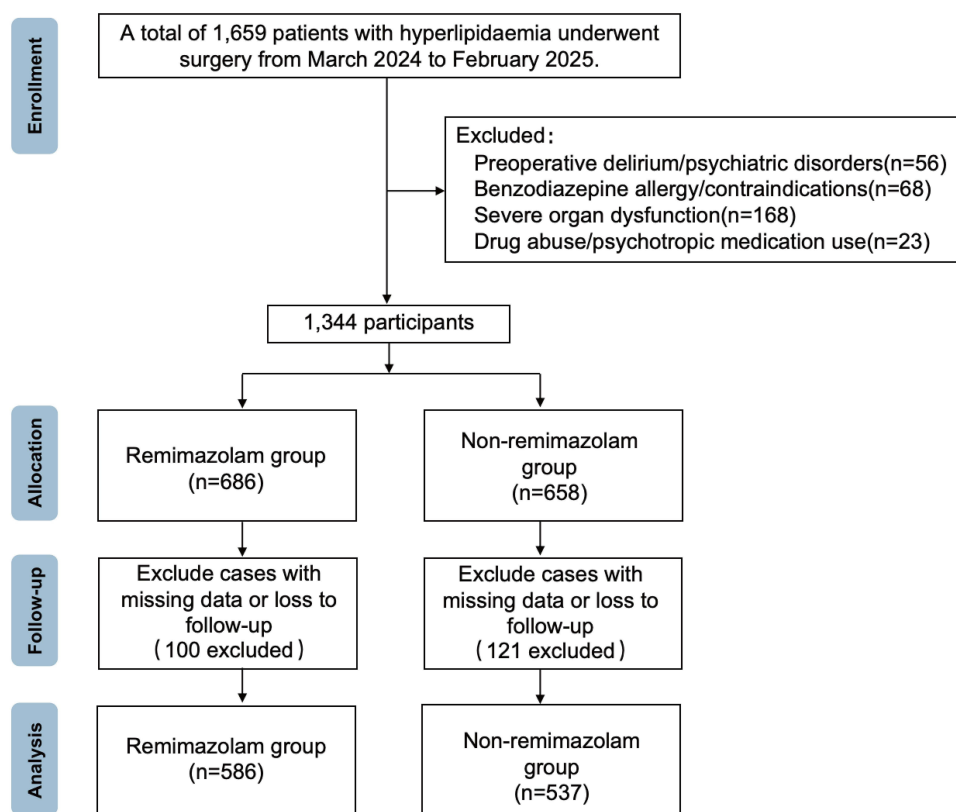 Enrollment
A total of 1,659 patients with hyperlipidaemia underwent
surgery from March 2024 to February 2025.
Excluded:
Preoperative delirium/psychiatric disorders(n=56)
Benzodiazepine allergy/contraindications(n=68)
Severe organ dysfunction(n=168)
Drug abuse/psychotropic medication use(n=23)
1,344 participants
Allocation
Remimazolam group
(n=686)
Non-remimazolam
group
(n=658)
Follow-up
Exclude cases with
missing data or loss to
follow-up
(100 excluded)
Exclude cases with
missing data or loss to
follow-up
(121 excluded)
Analysis
Remimazolam group
(n=586)
Non-remimazolam
group
(n=537)